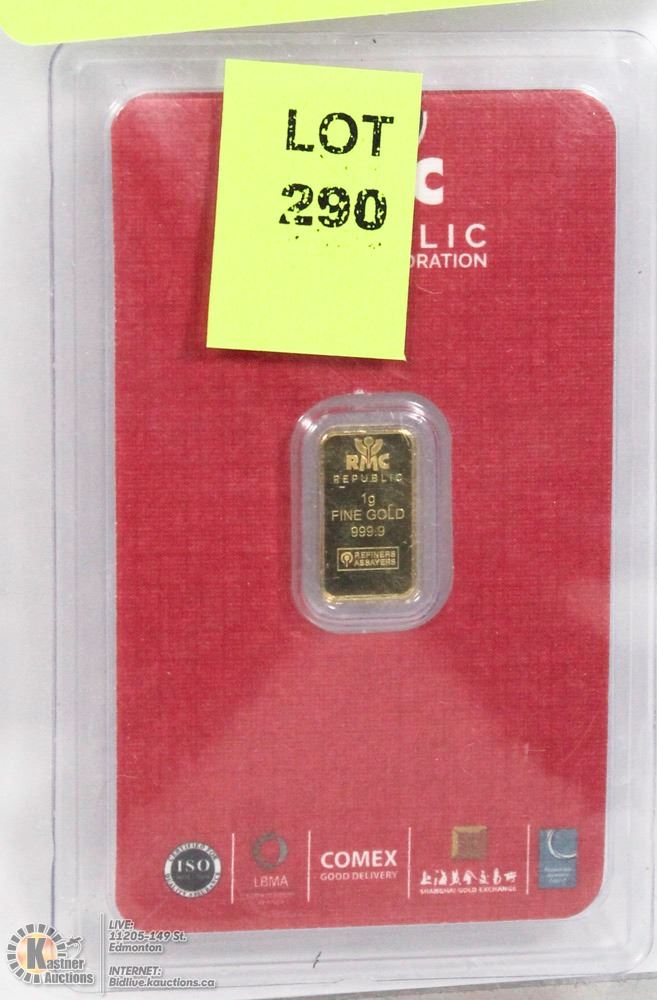 LOT
290
C
LIC
ORATION
RMC
REPUBLIC
1g
FINE GOLD
999.9
REFINERS
ASSAYERS
CERTIFIED FOR
ISO
LBMA
COMEX
GOOD DELIVERY
上海黄金交易所
SHANGHAI GOLD EXCHANGE
LIVE:
11205-149 St.
Edmonton
INTERNET:
Bidlive.kauctions.ca
K
Kastner
Auctions